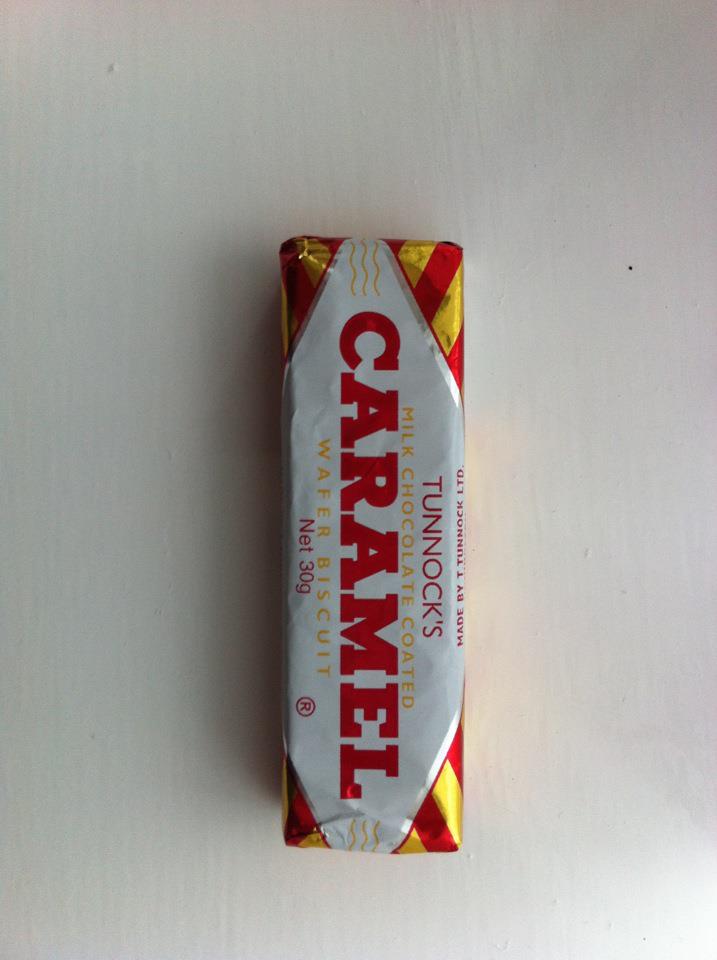 MADE BY T. TUNNOCK LTD.
TUNNOCK'S
MILK CHOCOLATE COATED
CARAMEL
WAFER BISCUIT
Net 30g ®